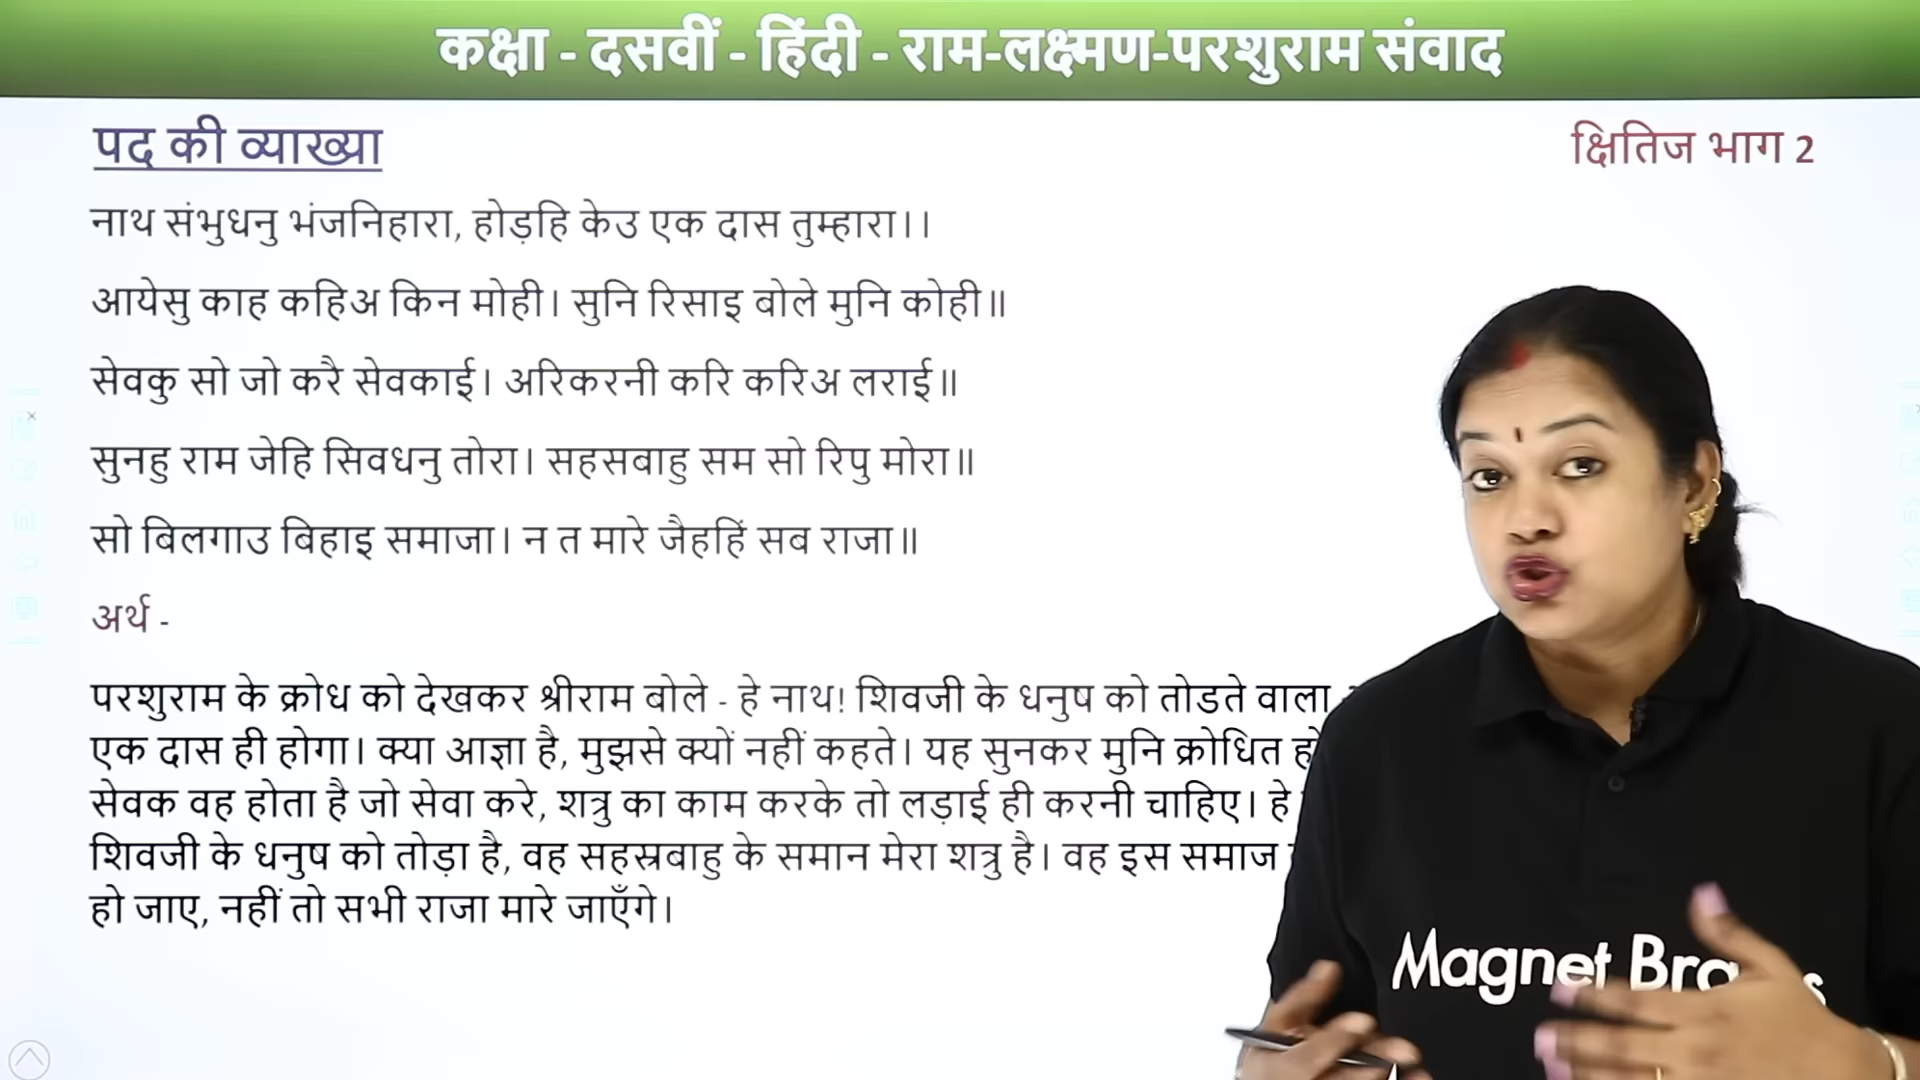 कक्षा - दसवीं - हिंदी - राम-लक्ष्मण-परशुराम संवाद
पद की व्याख्या
क्षितिज भाग 2
नाथ संभुधनु भंजनिहारा, होड़हि केउ एक दास तुम्हारा।।
आयेसु काह कहिअ किन मोही। सुनि रिसाइ बोले मुनि कोही॥
सेवकु सो जो करै सेवकाई। अरिकरनी करि करिअ लराई॥
सुनहु राम जेहि सिवधनु तोरा। सहसबाहु सम सो रिपु मोरा॥
सो बिलगाउ बिहाइ समाजा। न त मारे जैहहिं सब राजा॥
अर्थ -
परशुराम के क्रोध को देखकर श्रीराम बोले - हे नाथ! शिवजी के धनुष को तोडते वाला
एक दास ही होगा। क्या आज्ञा है, मुझसे क्यों नहीं कहते। यह सुनकर मुनि क्रोधित
सेवक वह होता है जो सेवा करे, शत्रु का काम करके तो लड़ाई ही करनी चाहिए। हे
शिवजी के धनुष को तोड़ा है, वह सहस्रबाहु के समान मेरा शत्रु है। वह इस समाज
हो जाए, नहीं तो सभी राजा मारे जाएँगे।
Magnet